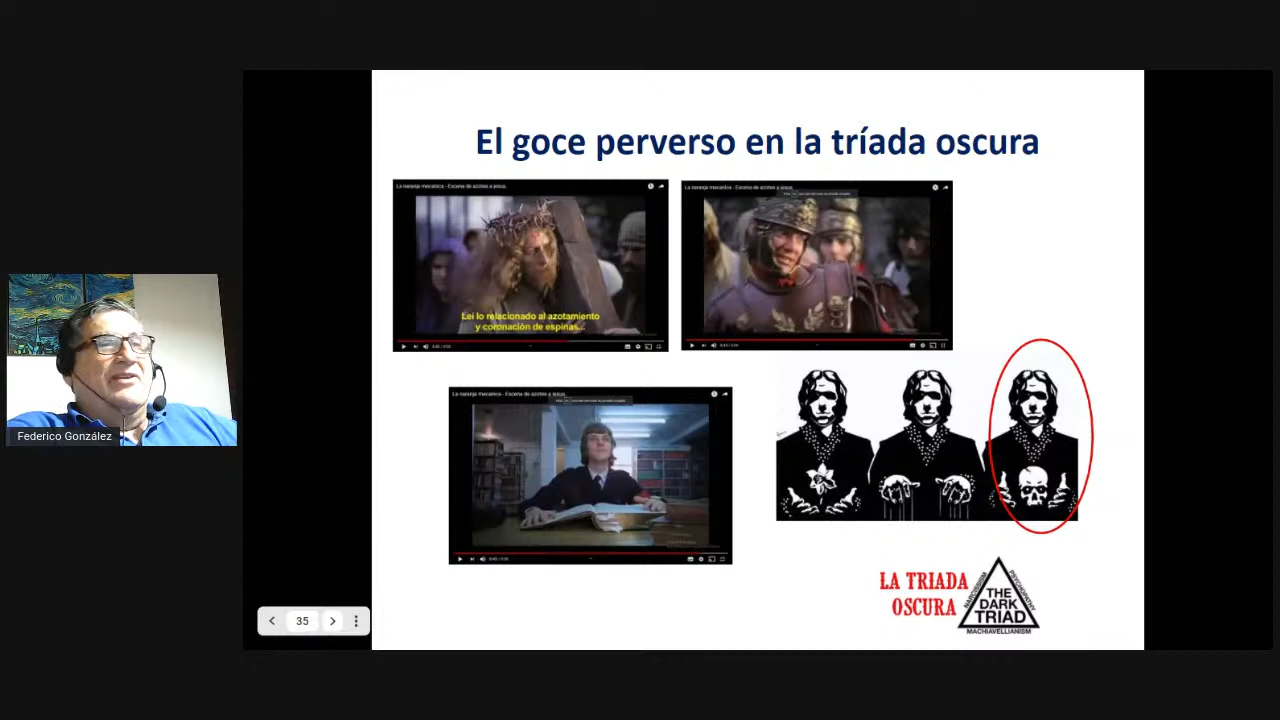 El goce perverso en la tríada oscura
La naranja mecánica - Escena de azotes a jesus.
Leí lo relacionado al azotamiento
y coronación de espinas...
La naranja mecánica - Escena de azotes a jesus.
La naranja mecánica - Escena de azotes a jesus.
Federico González
LA TRIADA
OSCURA
NARCISSISM
PSYCHOPATHY
THE
DARK
TRIAD
MACHIAVELLIANISM
35